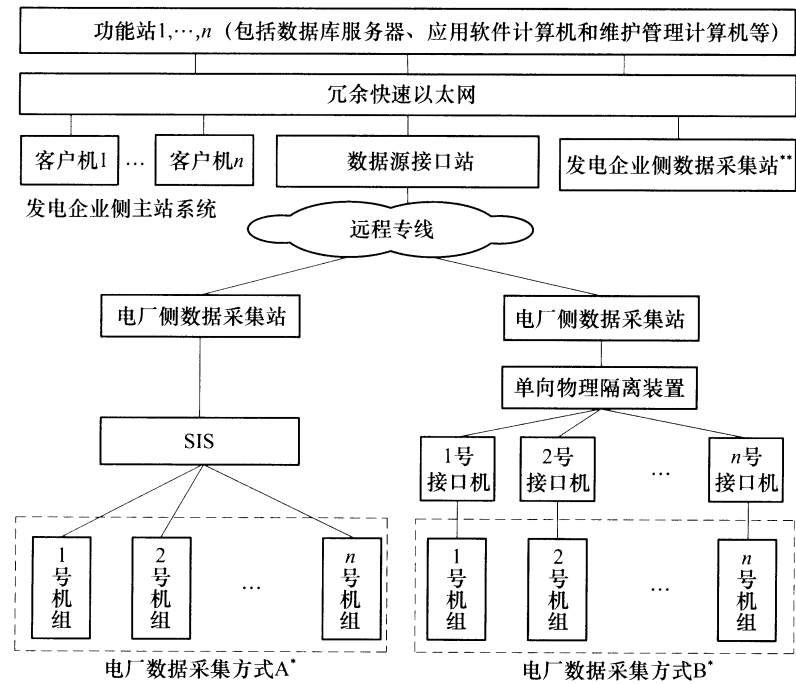 功能站1,···,n（包括数据库服务器、应用软件计算机和维护管理计算机等）
冗余快速以太网
客户机1 … 客户机n
数据源接口站
发电企业侧数据采集站**
发电企业侧主站系统
远程专线
电厂侧数据采集站
电厂侧数据采集站
单向物理隔离装置
SIS
1号
接口机
2号
接口机
…
n号
接口机
1号机组
2号机组
…
n号机组
1号机组
2号机组
…
n号机组
电厂数据采集方式A*
电厂数据采集方式B*